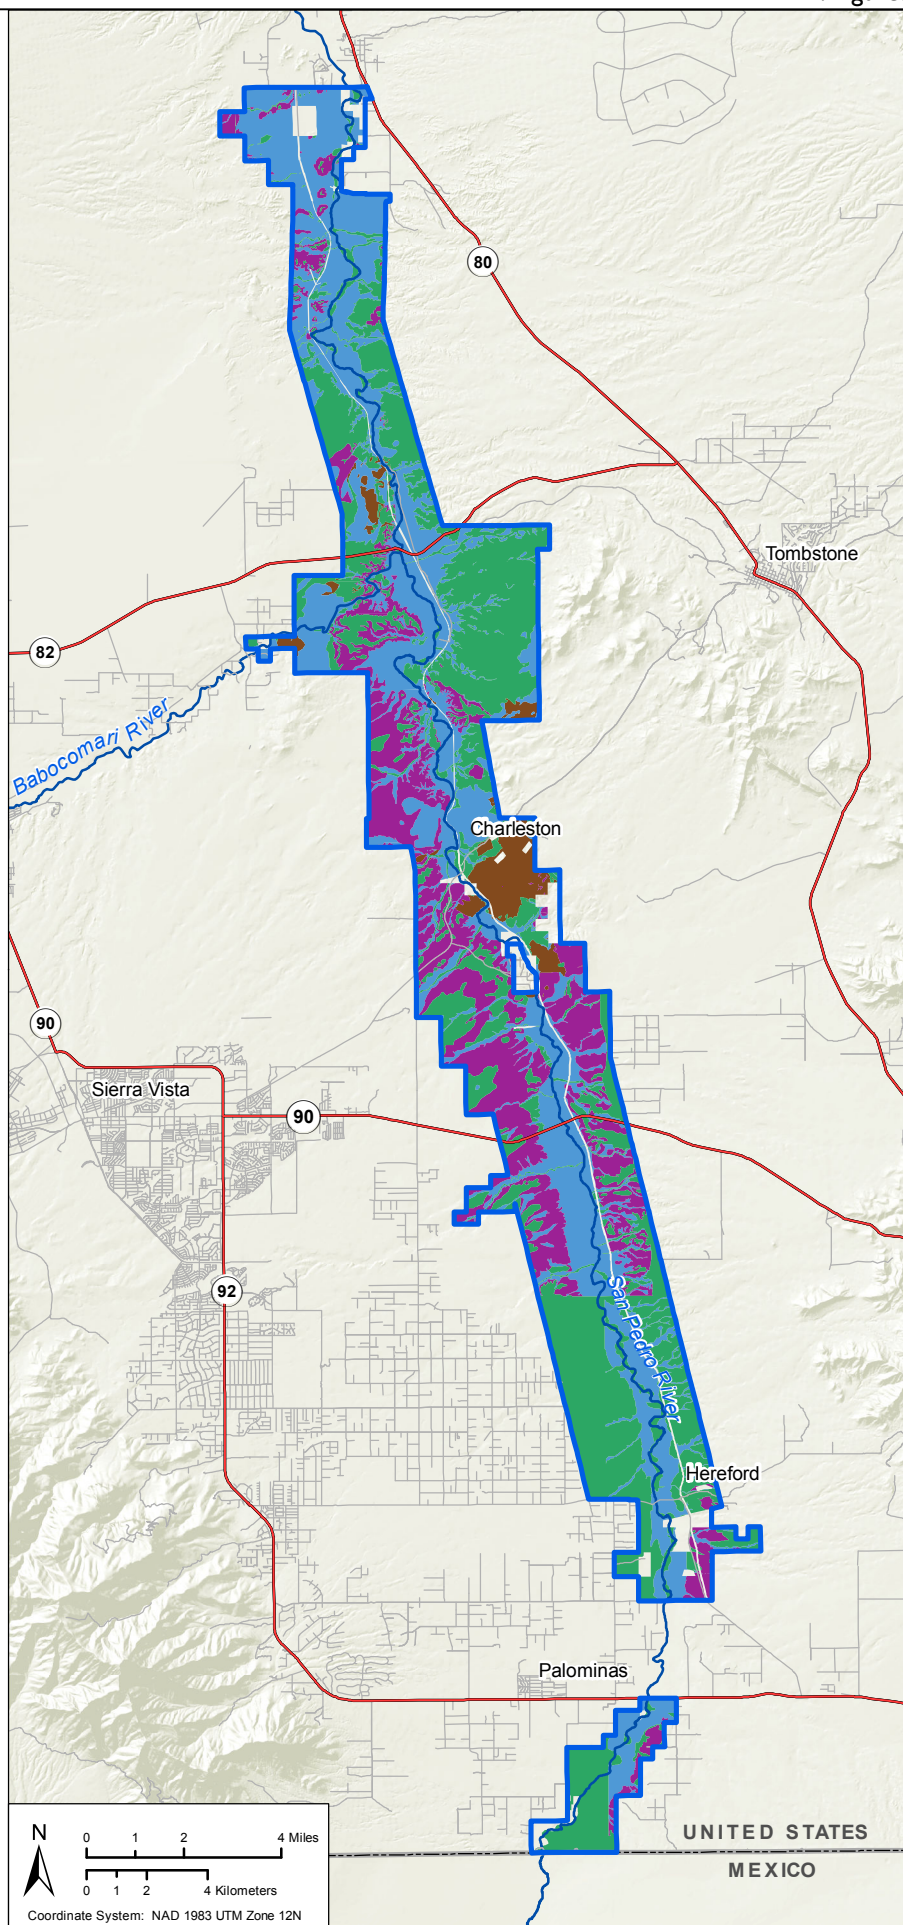 80
Tombstone
82
Babocomari River
Charleston
90
Sierra Vista
90
92
San Pedro River
Hereford
Palominas
UNITED STATES
MEXICO
N
0 1 2 4 Miles
0 1 2 4 Kilometers
Coordinate System: NAD 1983 UTM Zone 12N